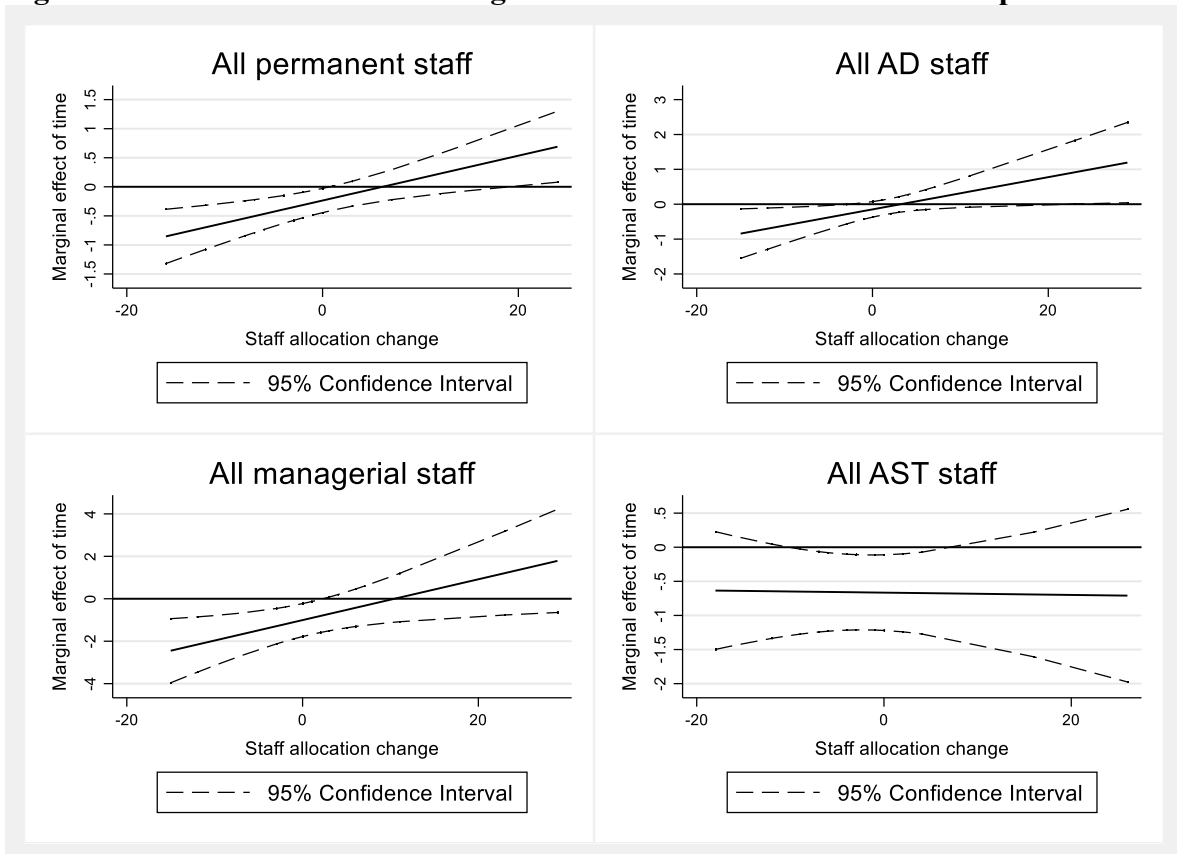 All permanent staff
Marginal effect of time
1.5
1
.5
0
-.5
-1
-1.5
-20 0 20
Staff allocation change
95% Confidence Interval
All AD staff
Marginal effect of time
3
2
1
0
-1
-2
-20 0 20
Staff allocation change
95% Confidence Interval
All managerial staff
Marginal effect of time
4
2
0
-2
-4
-20 0 20
Staff allocation change
95% Confidence Interval
All AST staff
Marginal effect of time
.5
0
-.5
-1
-1.5
-2
-20 0 20
Staff allocation change
95% Confidence Interval